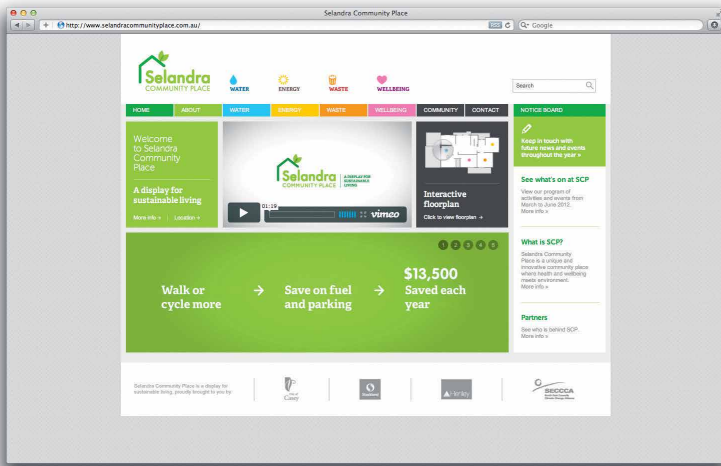 Selandra Community Place
http://www.selandracommunityplace.com.au/
RSS
Google
Selandra
COMMUNITY PLACE
WATER
ENERGY
WASTE
WELLBEING
Search
HOME
ABOUT
WATER
ENERGY
WASTE
WELLBEING
COMMUNITY
CONTACT
NOTICE BOARD
Welcome
to Selandra
Community
Place
A display for
sustainable living
More info »
Location »
Selandra
COMMUNITY PLACE
A DISPLAY FOR
SUSTAINABLE
LIVING
01:19
vimeo
Interactive
floorplan
Click to view floorplan →
Keep in touch with
future news and events
throughout the year »
See what's on at SCP
View our program of
activities and events from
March to June 2012.
More info »
What is SCP?
Selandra Community
Place is a unique and
innovative community place
where health and wellbeing
meets environment.
More info »
Partners
See who is behind SCP.
More info »
1 2 3 4 5
Walk or
cycle more
→
Save on fuel
and parking
→
$13,500
Saved each
year
Selandra Community Place is a display for
sustainable living, proudly brought to you by
Casey
Henley
SECCCA